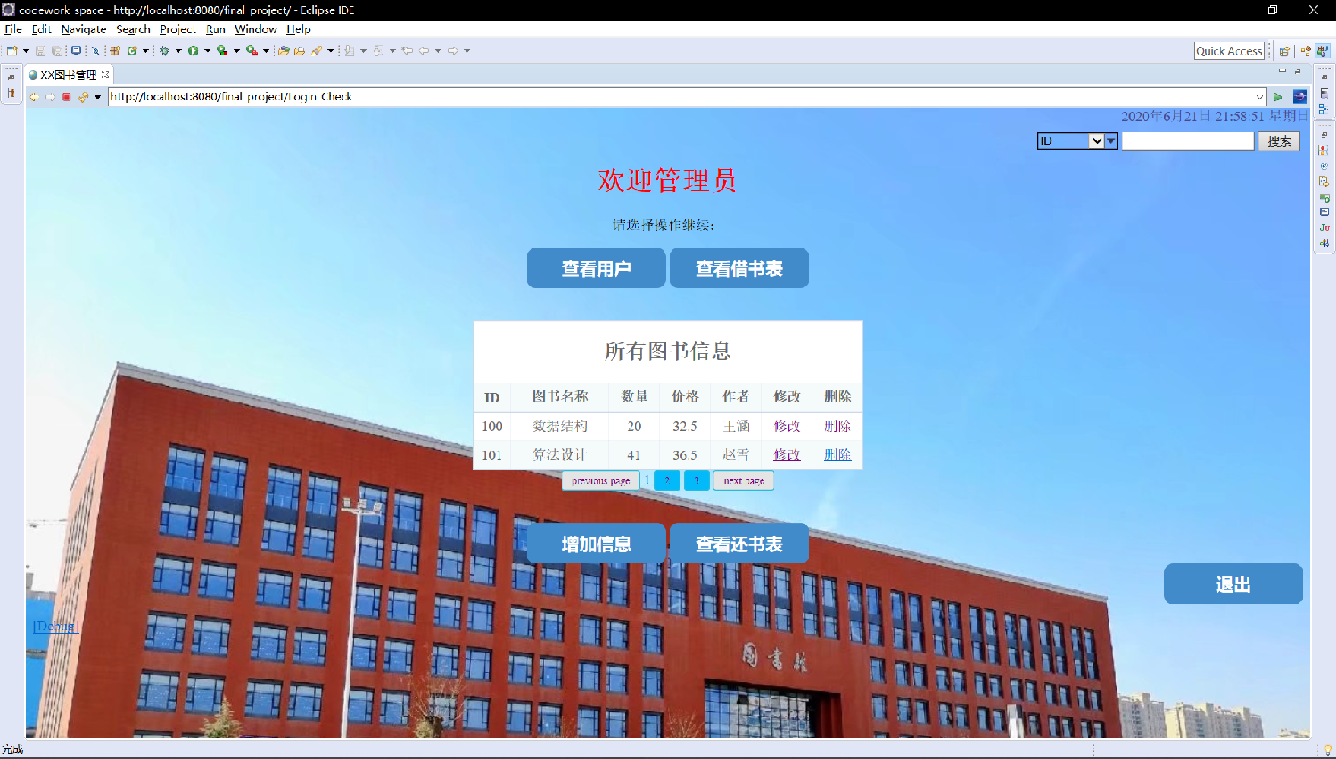 codework_space - http://localhost:8080/final_project/ - Eclipse IDE
File Edit Navigate Search Project Run Window Help
Quick Access
XX图书管理
http://localhost:8080/final_project/Login_Check
2020年6月21日 21:58:51 星期日
ID 搜索
欢迎管理员
请选择操作继续:
查看用户 查看借书表
所有图书信息
ID 图书名称 数量 价格 作者 修改 删除
100 数据结构 20 32.5 王涵 修改 删除
101 算法设计 41 36.5 赵雪 修改 删除
previous page 1 2 3 next page
增加信息 查看还书表
退出
[Debug]
图书馆
完成